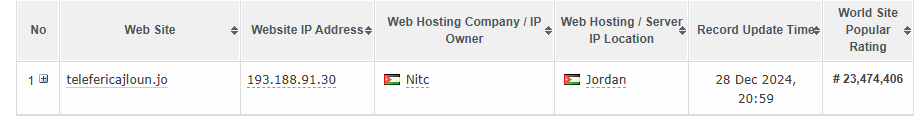 No
Web Site
Website IP Address
Web Hosting Company / IP
Owner
Web Hosting / Server
IP Location
Record Update Time
World Site
Popular
Rating
1
telefericajloun.jo
193.188.91.30
Nitc
Jordan
28 Dec 2024,
20:59
# 23,474,406